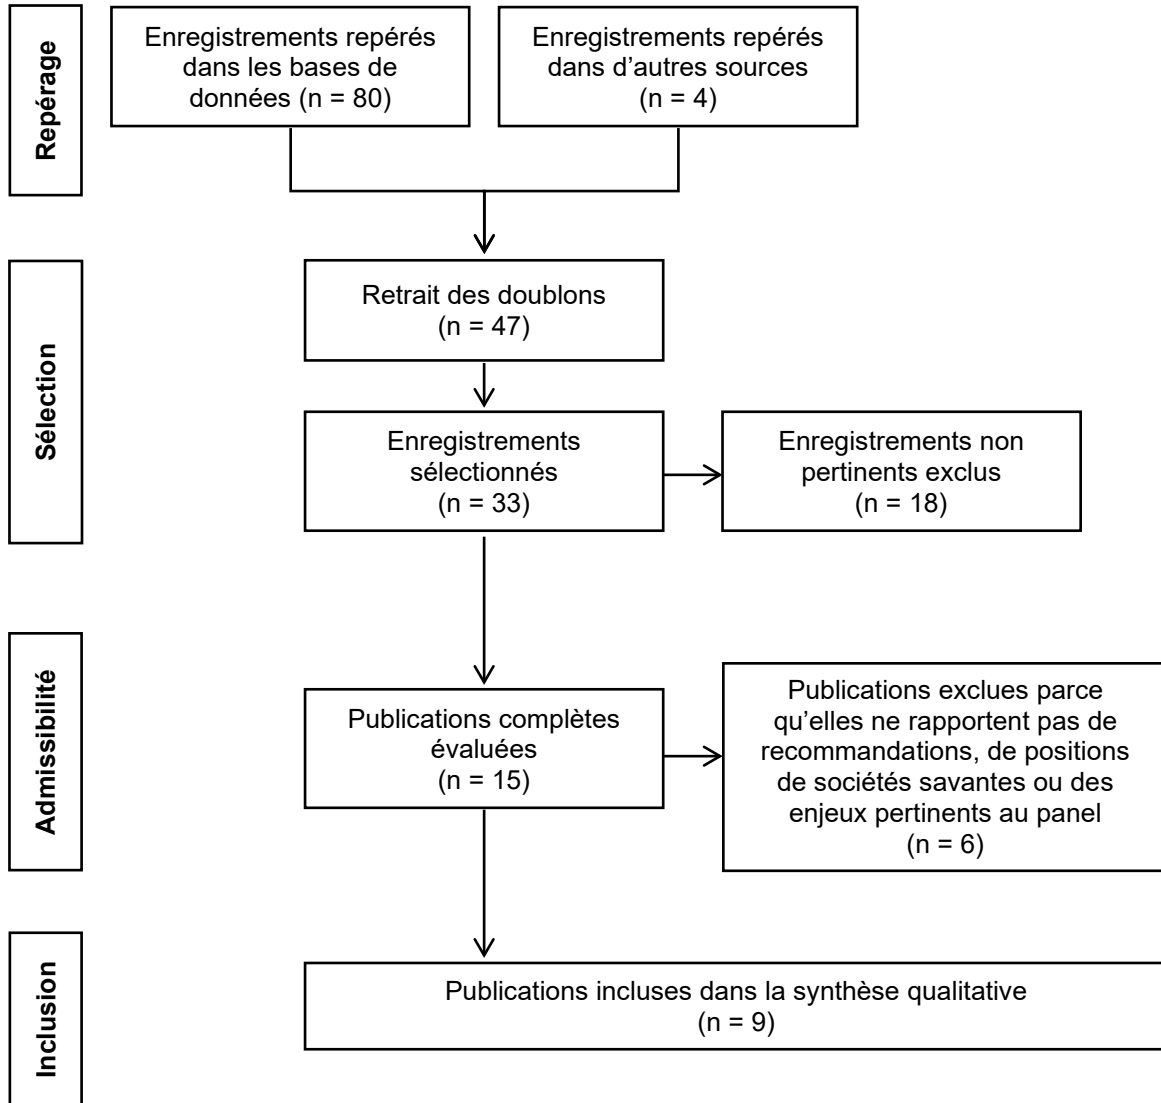 Repérage
Enregistrements repérés
dans les bases de
données (n = 80)
Enregistrements repérés
dans d’autres sources
(n = 4)
Sélection
Retrait des doublons
(n = 47)
Enregistrements
sélectionnés
(n = 33)
Enregistrements non
pertinents exclus
(n = 18)
Admissibilité
Publications complètes
évaluées
(n = 15)
Publications exclues parce
qu’elles ne rapportent pas de
recommandations, de positions
de sociétés savantes ou des
enjeux pertinents au panel
(n = 6)
Inclusion
Publications incluses dans la synthèse qualitative
(n = 9)